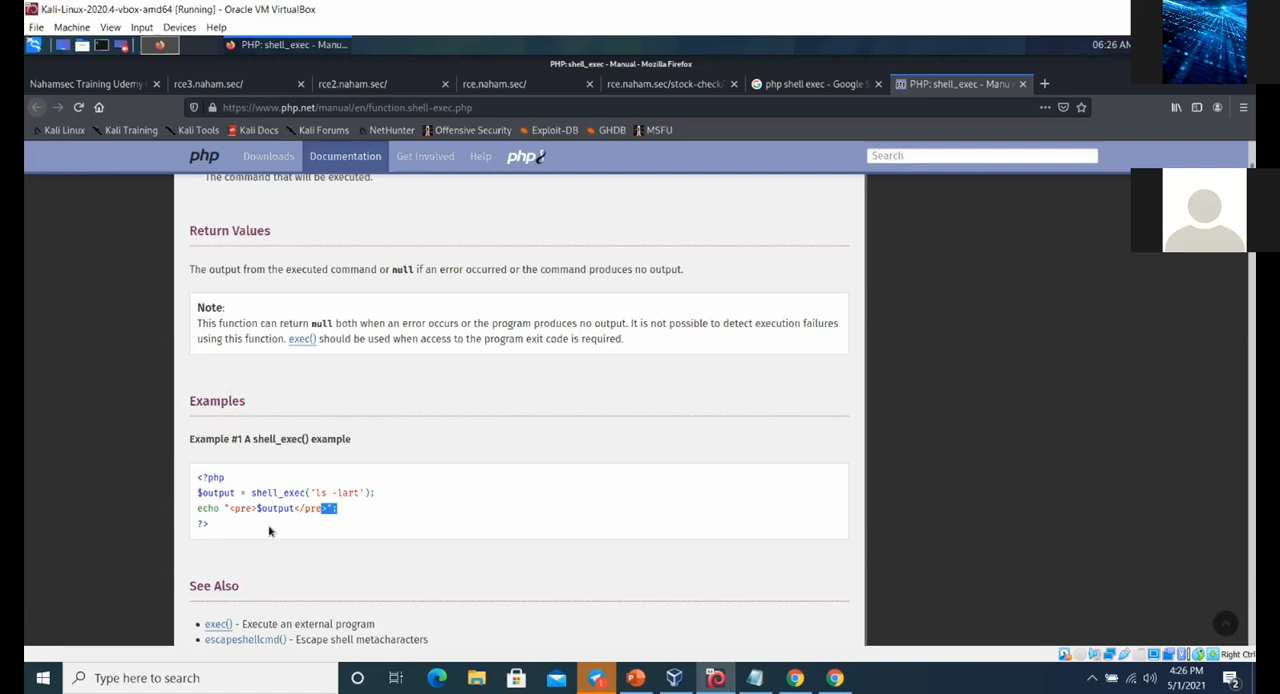 Kali-Linux-2020.4-vbox-amd64 [Running] - Oracle VM VirtualBox
File Machine View Input Devices Help
PHP: shell_exec - Manu...
06:26 AM
PHP: shell_exec - Manual - Mozilla Firefox
Nahamsec Training Udemy
rce3.naham.sec/
rce2.naham.sec/
rce.naham.sec/
rce.naham.sec/stock-check/
php shell exec - Google S
PHP: shell_exec - Manu
https://www.php.net/manual/en/function.shell-exec.php
Kali Linux Kali Training Kali Tools Kali Docs Kali Forums NetHunter Offensive Security Exploit-DB GHDB MSFU
php Downloads Documentation Get Involved Help php8 Search
The command that will be executed.
Return Values
The output from the executed command or null if an error occurred or the command produces no output.
Note:
This function can return null both when an error occurs or the program produces no output. It is not possible to detect execution failures
using this function. exec() should be used when access to the program exit code is required.
Examples
Example #1 A shell_exec() example
<?php
$output = shell_exec('ls -lart');
echo "<pre>$output</pre>";
?>
See Also
• exec() - Execute an external program
• escapeshellcmd() - Escape shell metacharacters
Right Ctrl
Type here to search
4:26 PM
5/1/2021
2